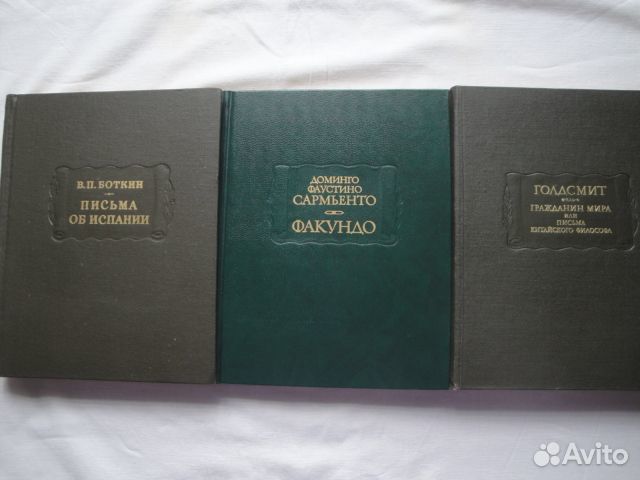 В.П. БОТКИН
ПИСЬМА
ОБ ИСПАНИИ
ДОМИНГО
ФАУСТИНО
САРМЬЕНТО
ФАКУНДО
ГОЛДСМИТ
ГРАЖДАНИН МИРА
ИЛИ
ПИСЬМА
КИТАЙСКОГО ФИЛОСОФА
Avito